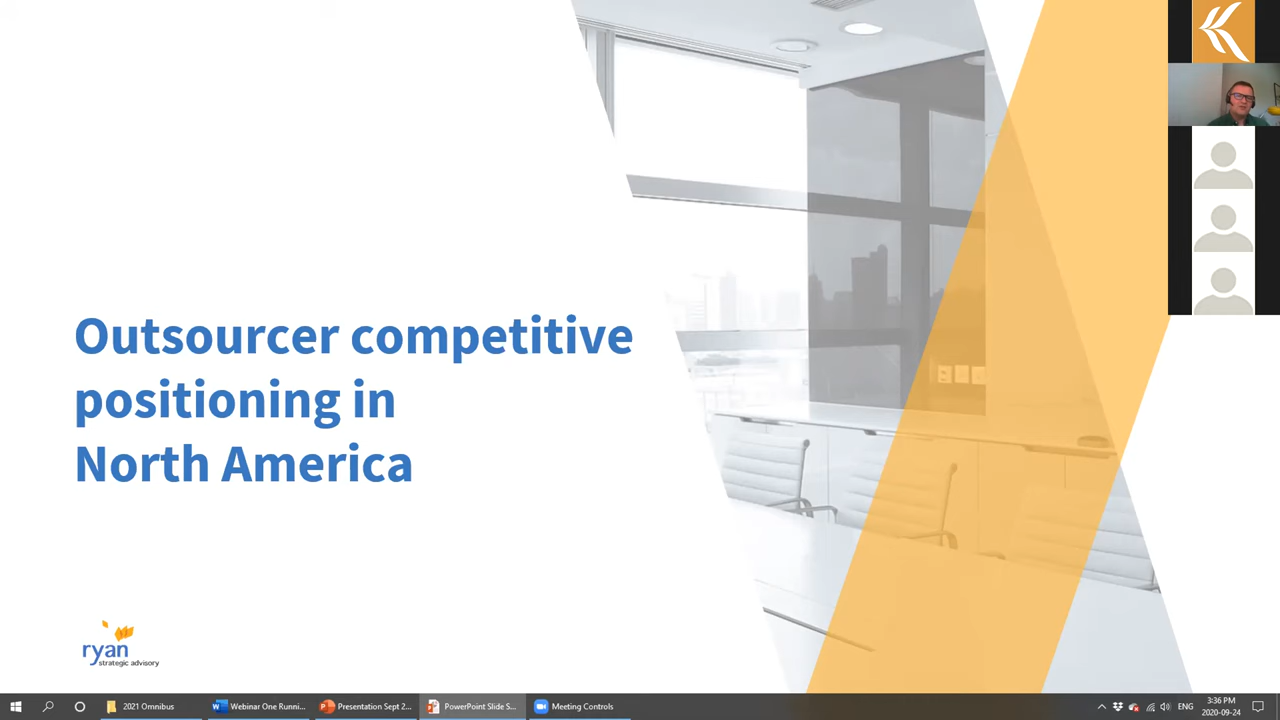 Outsourcer competitive
positioning in
North America
ryan
strategic advisory
2021 Omnibus
Webinar One Runni...
Presentation Sept 2...
PowerPoint Slide S...
Meeting Controls
ENG
3:36 PM
2020-09-24